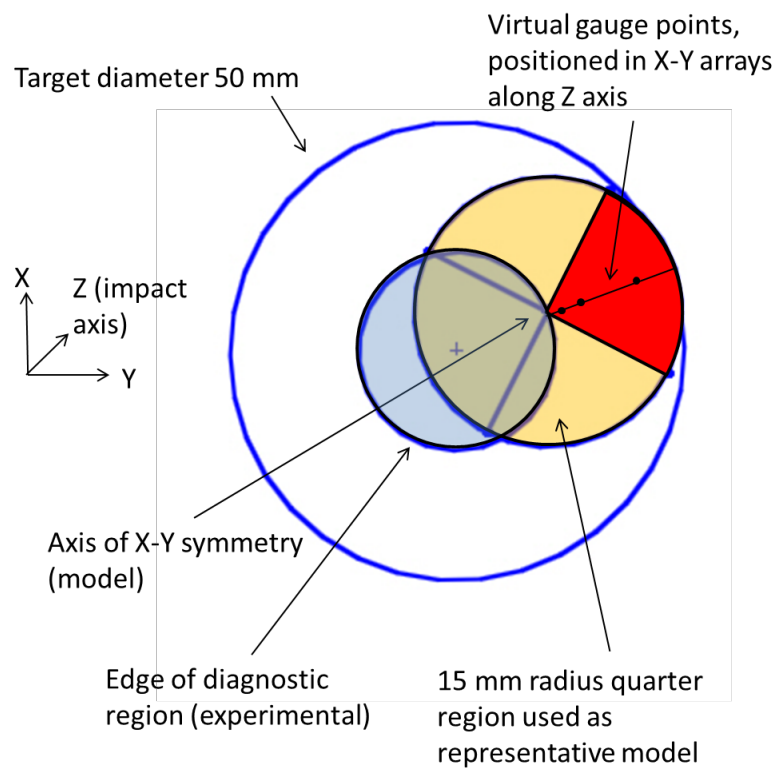 Virtual gauge points,
positioned in X-Y arrays
along Z axis
Target diameter 50 mm
X
Z (impact
axis)
Y
Axis of X-Y symmetry
(model)
Edge of diagnostic
region (experimental)
15 mm radius quarter
region used as
representative model